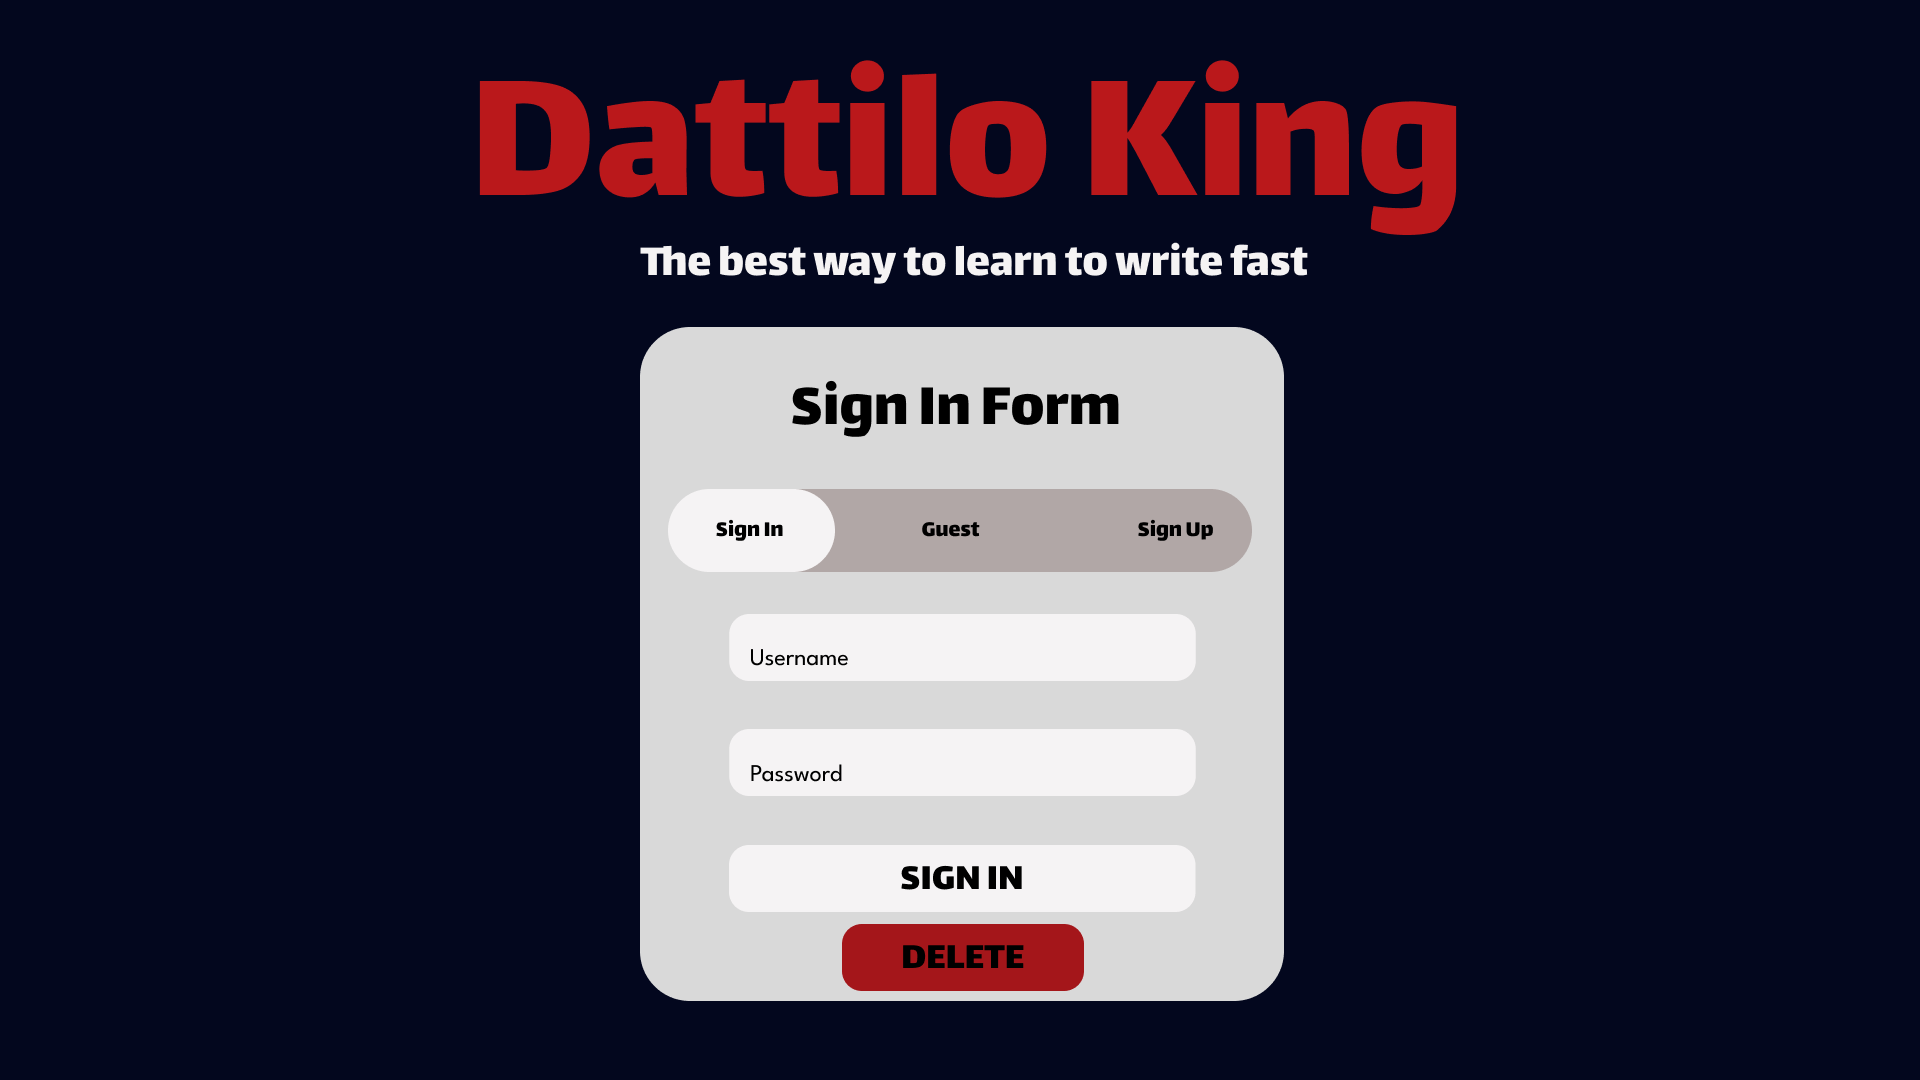 Dattilo King
The best way to learn to write fast
Sign In Form
Sign In Guest Sign Up
Username
Password
SIGN IN
DELETE